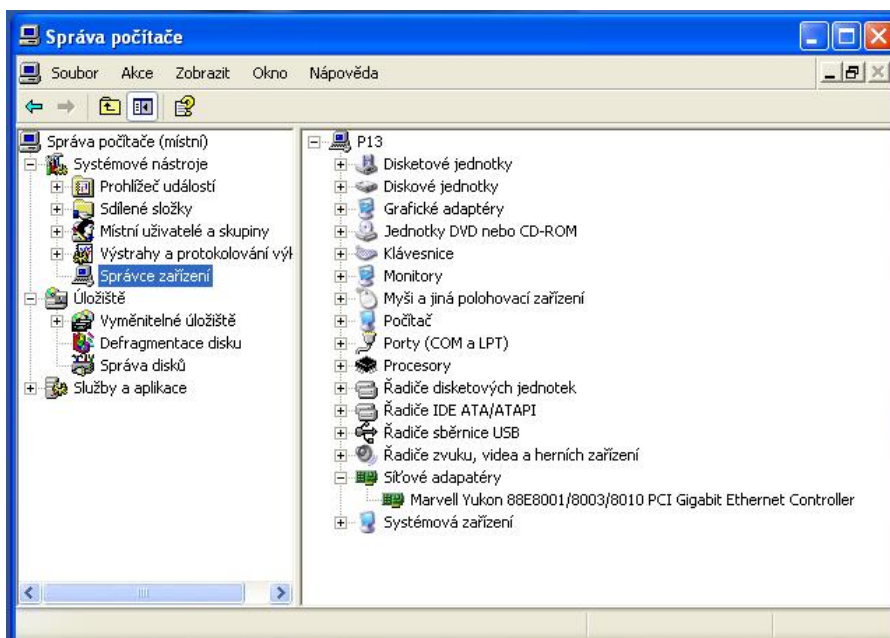 Správa počítače
Soubor Akce Zobrazit Okno Nápověda
Správa počítače (místní)
Systémové nástroje
Prohlížeč událostí
Sdílené složky
Místní uživatelé a skupiny
Výstrahy a protokolování výk
Správce zařízení
Úložiště
Vyměnitelné úložiště
Defragmentace disku
Správa disků
Služby a aplikace
P13
Disketové jednotky
Diskové jednotky
Grafické adaptéry
Jednotky DVD nebo CD-ROM
Klávesnice
Monitory
Myši a jiná polohovací zařízení
Počítač
Porty (COM a LPT)
Procesory
Řadiče disketových jednotek
Řadiče IDE ATA/ATAPI
Řadiče sběrnice USB
Řadiče zvuku, videa a herních zařízení
Síťové adapatéry
Marvell Yukon 88E8001/8003/8010 PCI Gigabit Ethernet Controller
Systémová zařízení